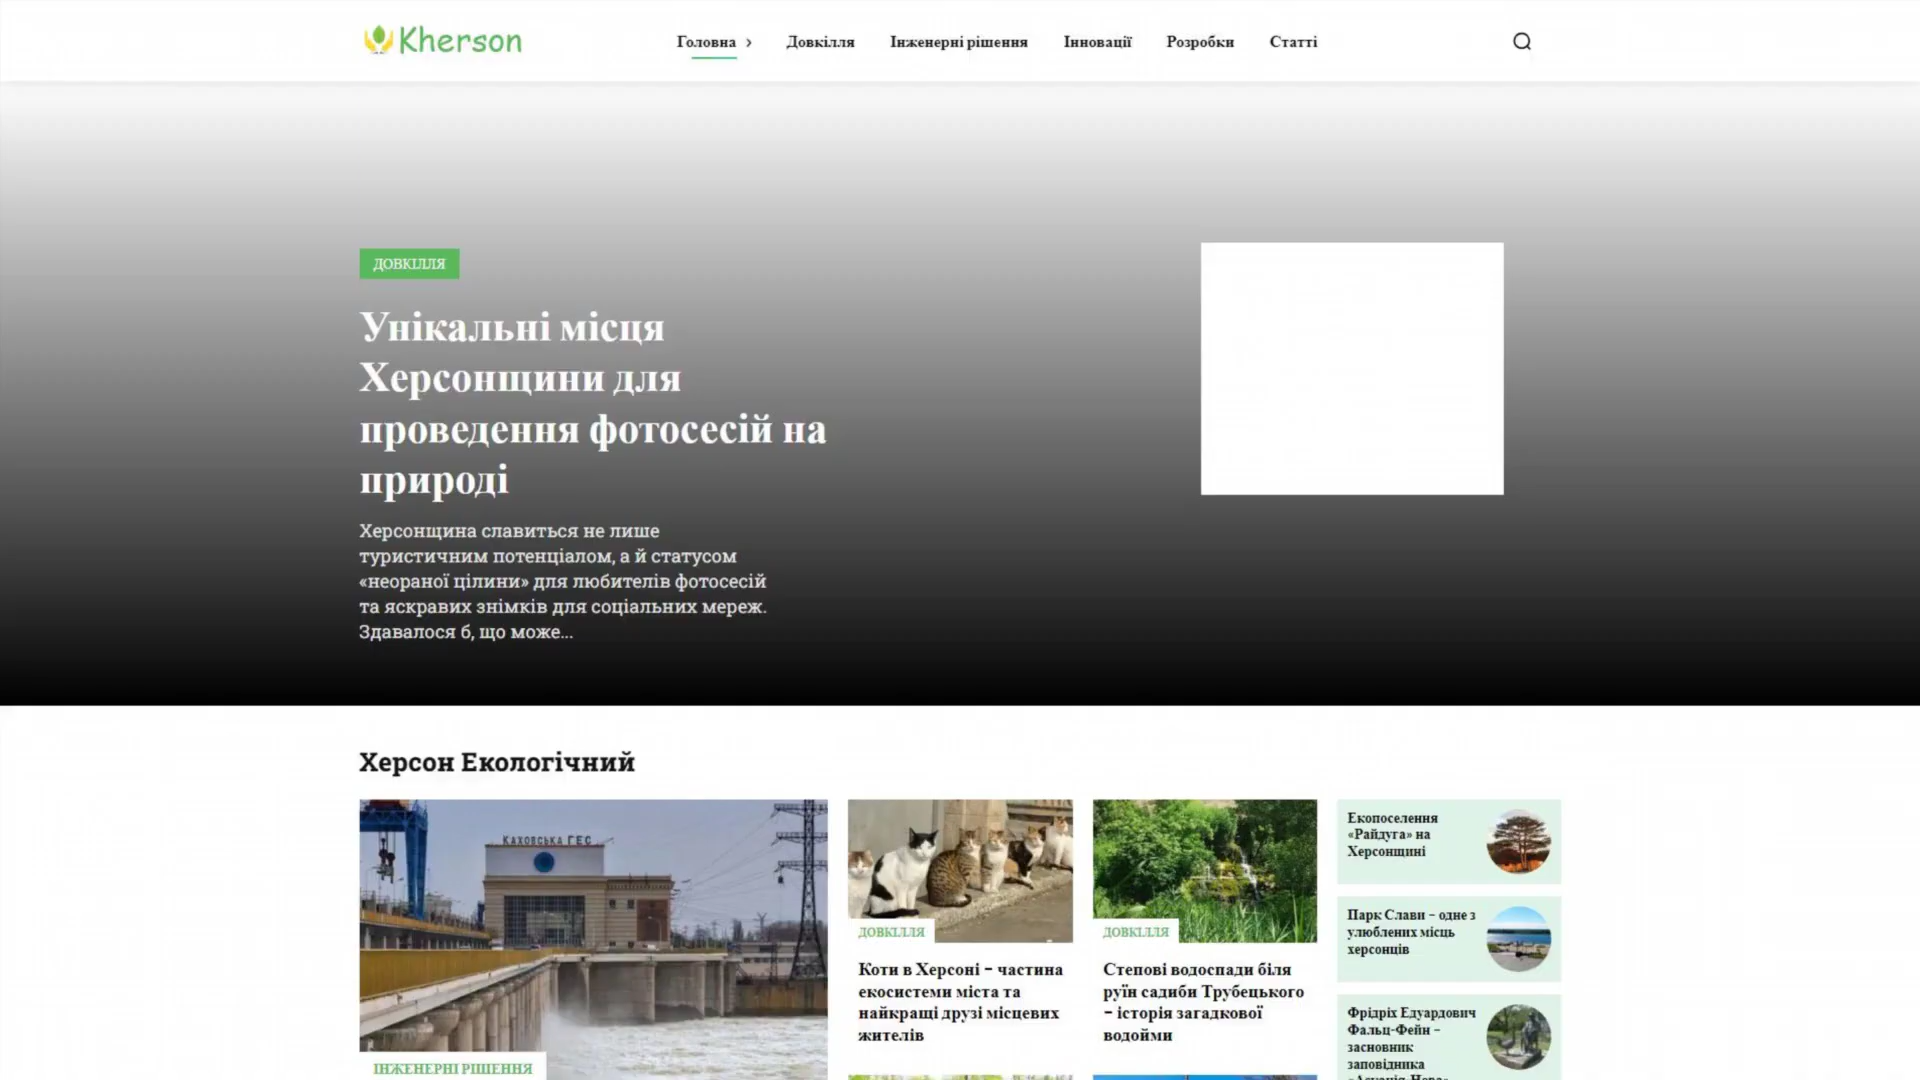 Kherson
Головна
Довкілля
Інженерні рішення
Інновації
Розробки
Статті
ДОВКІЛЛЯ
Унікальні місця
Херсонщини для
проведення фотосесій на
природі
Херсонщина славиться не лише
туристичним потенціалом, а й статусом
«неораної цілини» для любителів фотосесій
та яскравих знімків для соціальних мереж.
Здавалося б, що може...
Херсон Екологічний
КАХОВСЬКА ГЕС
ІНЖЕНЕРНІ РІШЕННЯ
ДОВКІЛЛЯ
Коти в Херсоні – частина
екосистеми міста та
найкращі друзі місцевих
жителів
ДОВКІЛЛЯ
Степові водоспади біля
руїн садиби Трубецького
– історія загадкової
водойми
Екопоселення
«Райдуга» на
Херсонщині
Парк Слави – одне з
улюблених місць
херсонців
Фрідріх Едуардович
Фальц-Фейн –
засновник
заповідника
«Асканія-Нова»